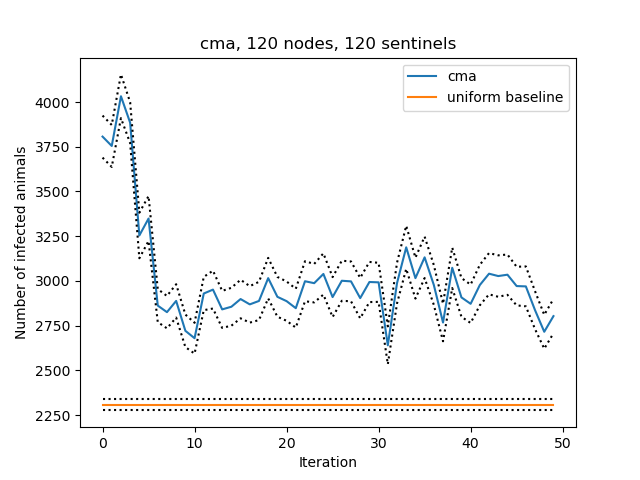 cma, 120 nodes, 120 sentinels
cma
uniform baseline
Number of infected animals
4000
3750
3500
3250
3000
2750
2500
2250
0
10
20
30
40
50
Iteration